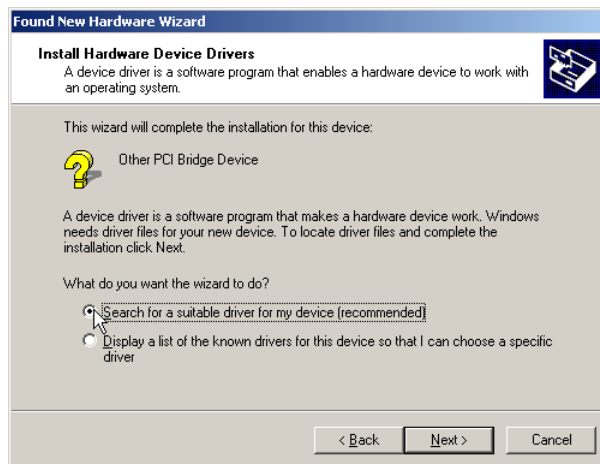 Found New Hardware Wizard
Install Hardware Device Drivers
A device driver is a software program that enables a hardware device to work with
an operating system.
This wizard will complete the installation for this device:
Other PCI Bridge Device
A device driver is a software program that makes a hardware device work. Windows
needs driver files for your new device. To locate driver files and complete the
installation click Next.
What do you want the wizard to do?
Search for a suitable driver for my device (recommended)
Display a list of the known drivers for this device so that I can choose a specific
driver
< Back Next > Cancel